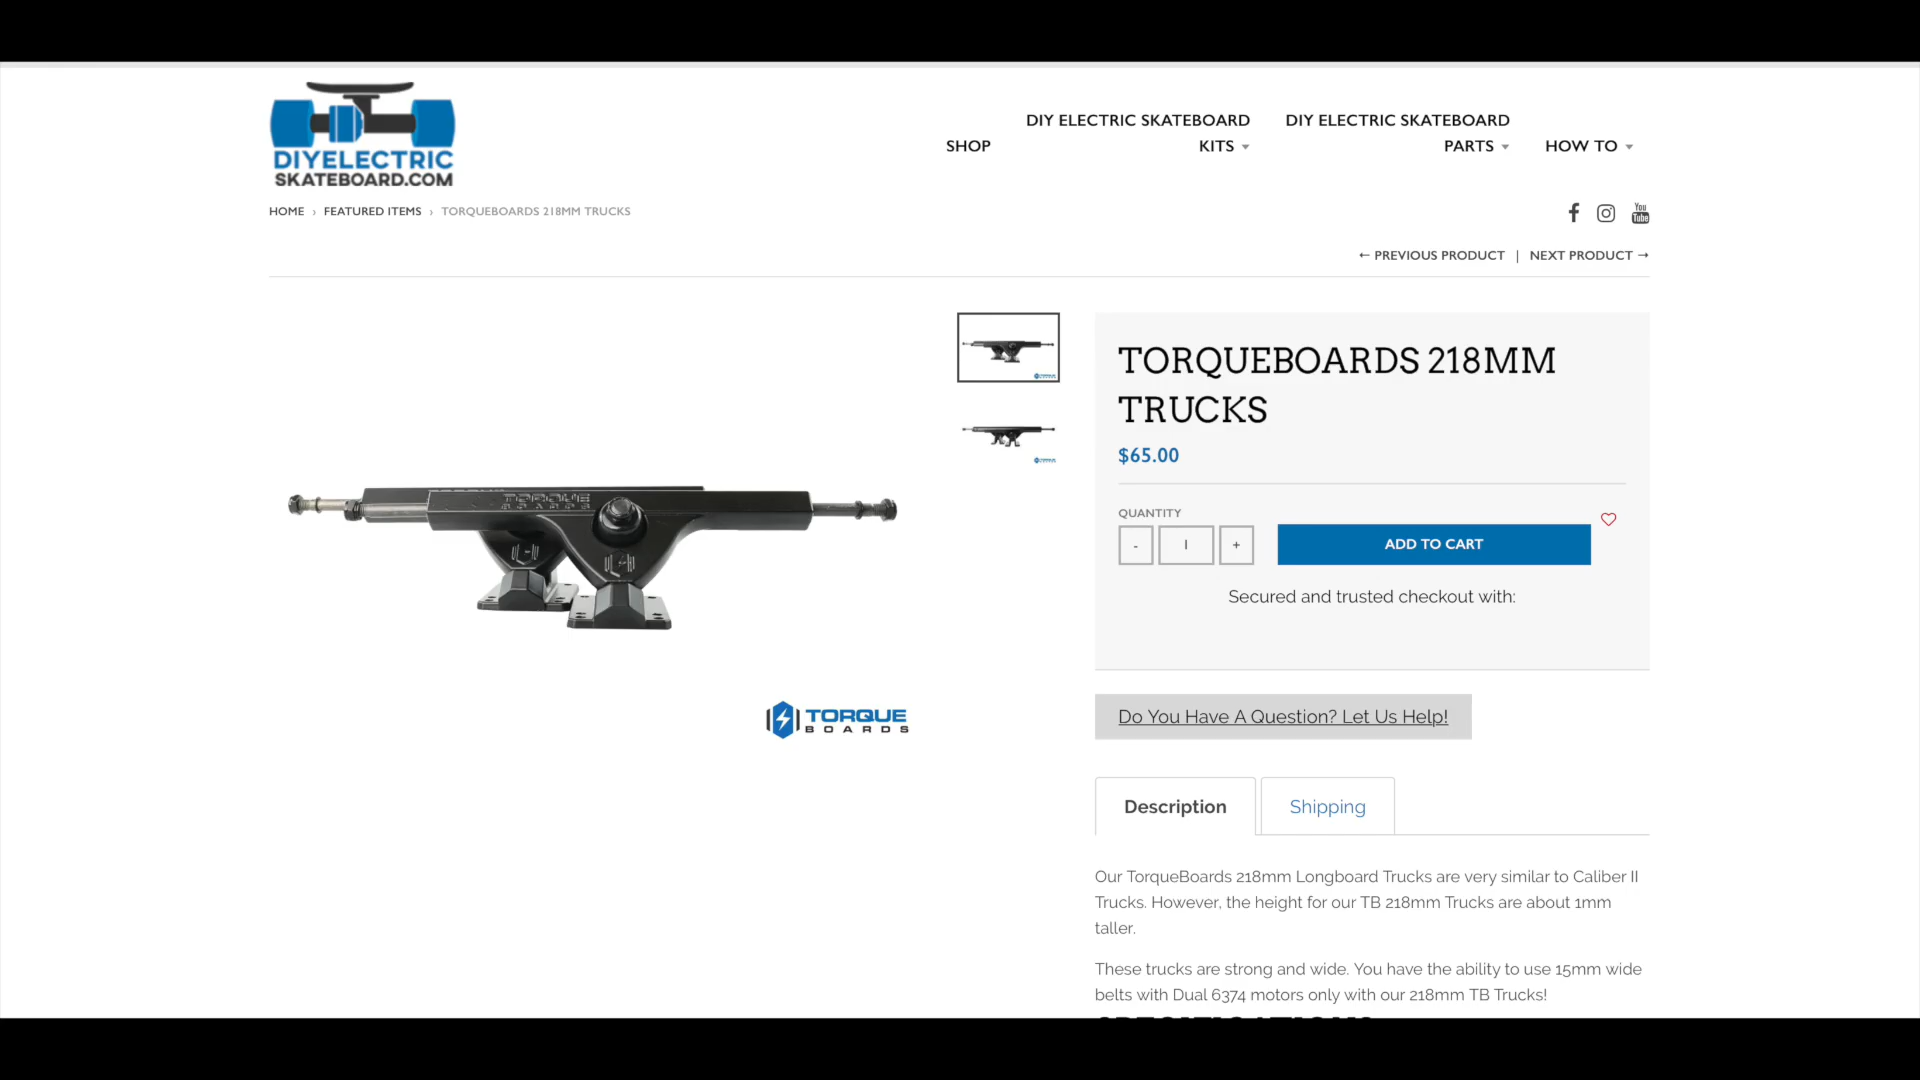 DIYELECTRIC
SKATEBOARD.COM
SHOP
DIY ELECTRIC SKATEBOARD
KITS
DIY ELECTRIC SKATEBOARD
PARTS
HOW TO
HOME › FEATURED ITEMS › TORQUEBOARDS 218MM TRUCKS
You
Tube
← PREVIOUS PRODUCT | NEXT PRODUCT →
TORQUE
BOARDS
TORQUE
BOARDS
TORQUEBOARDS 218MM
TRUCKS
$65.00
QUANTITY
- 1 +
ADD TO CART
Secured and trusted checkout with:
Do You Have A Question? Let Us Help!
Description
Shipping
Our TorqueBoards 218mm Longboard Trucks are very similar to Caliber II
Trucks. However, the height for our TB 218mm Trucks are about 1mm
taller.
These trucks are strong and wide. You have the ability to use 15mm wide
belts with Dual 6374 motors only with our 218mm TB Trucks!